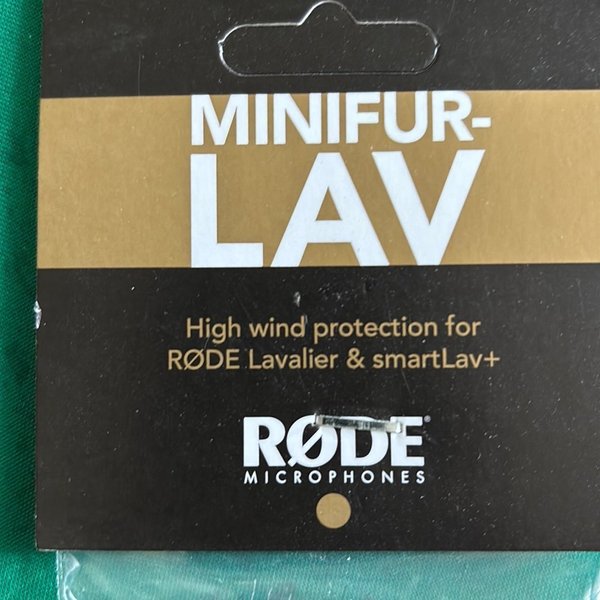 MINIFUR-
LAV
High wind protection for
RØDE Lavalier & smartLav+
RØDE®
MICROPHONES